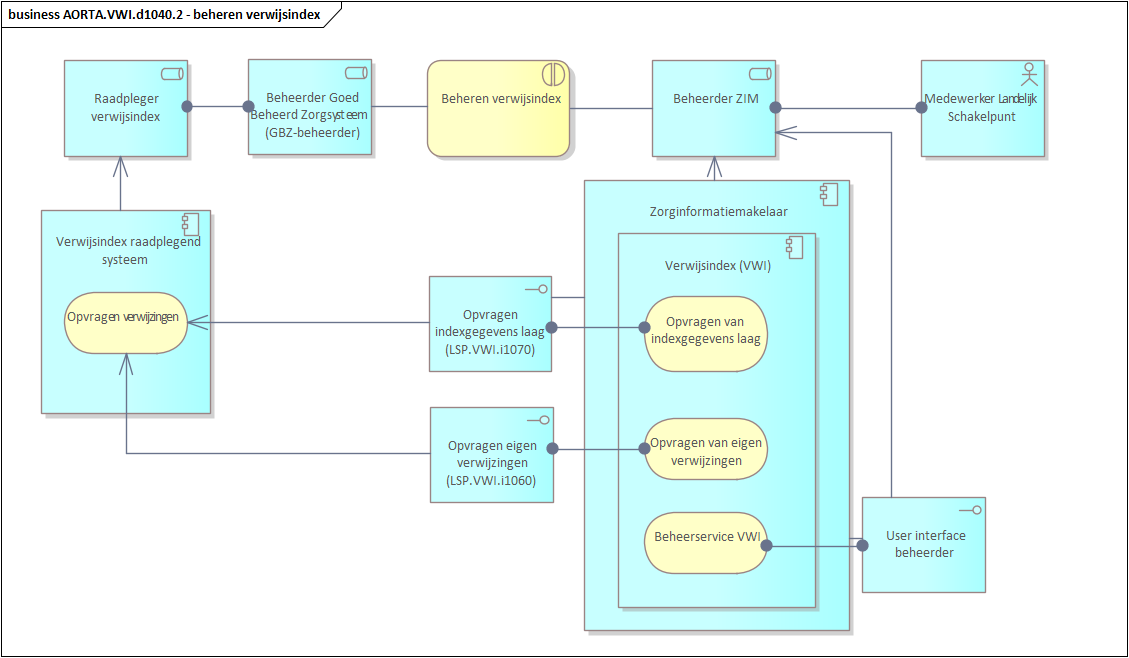 business AORTA.VWI.d1040.2 - beheren verwijsindex
Raadpleger
verwijsindex
Beheerder Goed
Beheerd Zorgsysteem
(GBZ-beheerder)
Beheren verwijsindex
Beheerder ZIM
Medewerker Landelijk
Schakelpunt
Verwijsindex raadplegend
systeem
Opvragen verwijzingen
Zorginformatiemakelaar
Verwijsindex (VWI)
Opvragen
indexgegevens laag
(LSP.VWI.i1070)
Opvragen van
indexgegevens laag
Opvragen eigen
verwijzingen
(LSP.VWI.i1060)
Opvragen van eigen
verwijzingen
Beheerservice VWI
User interface
beheerder